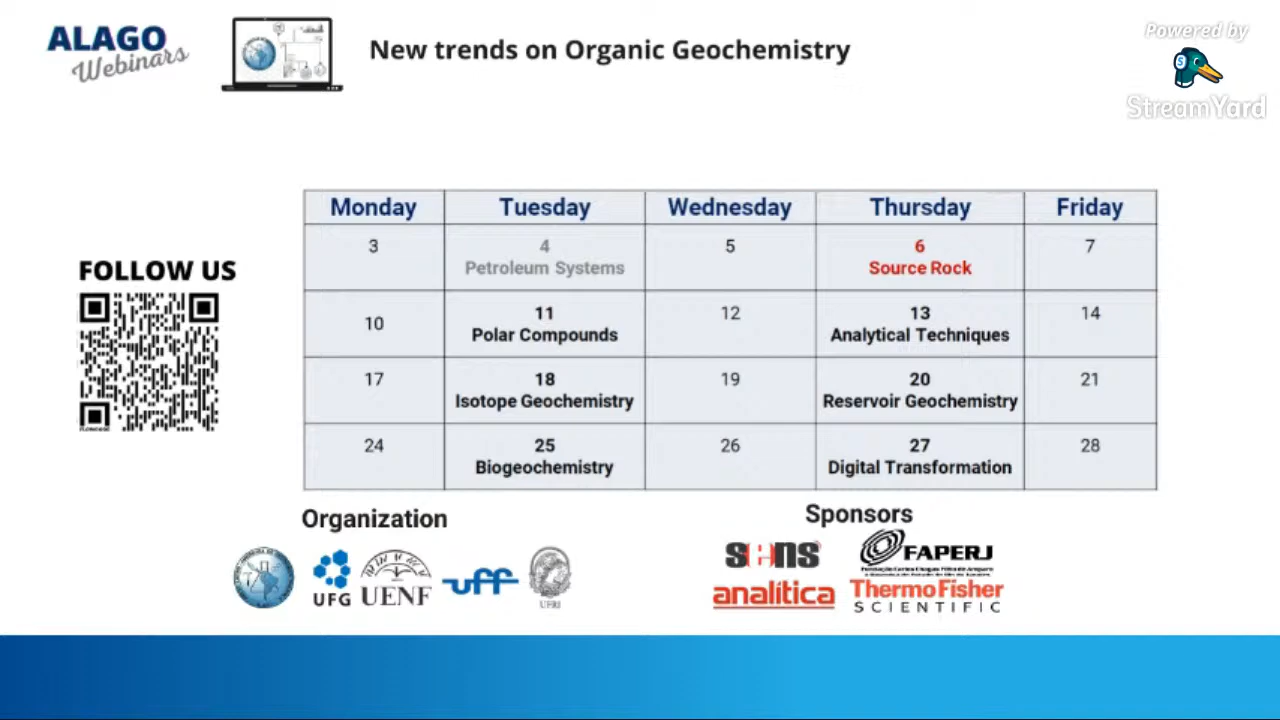 ALAGO
Webinars
New trends on Organic Geochemistry
Powered by
StreamYard
Monday Tuesday Wednesday Thursday Friday
3 4 5 6 7
Petroleum Systems Source Rock
10 11 12 13 14
Polar Compounds Analytical Techniques
17 18 19 20 21
Isotope Geochemistry Reservoir Geochemistry
24 25 26 27 28
Biogeochemistry Digital Transformation
FOLLOW US
Organization
UFG
UENF
uff
UFRJ
Sponsors
sens
analítica
FAPERJ
ThermoFisher
SCIENTIFIC